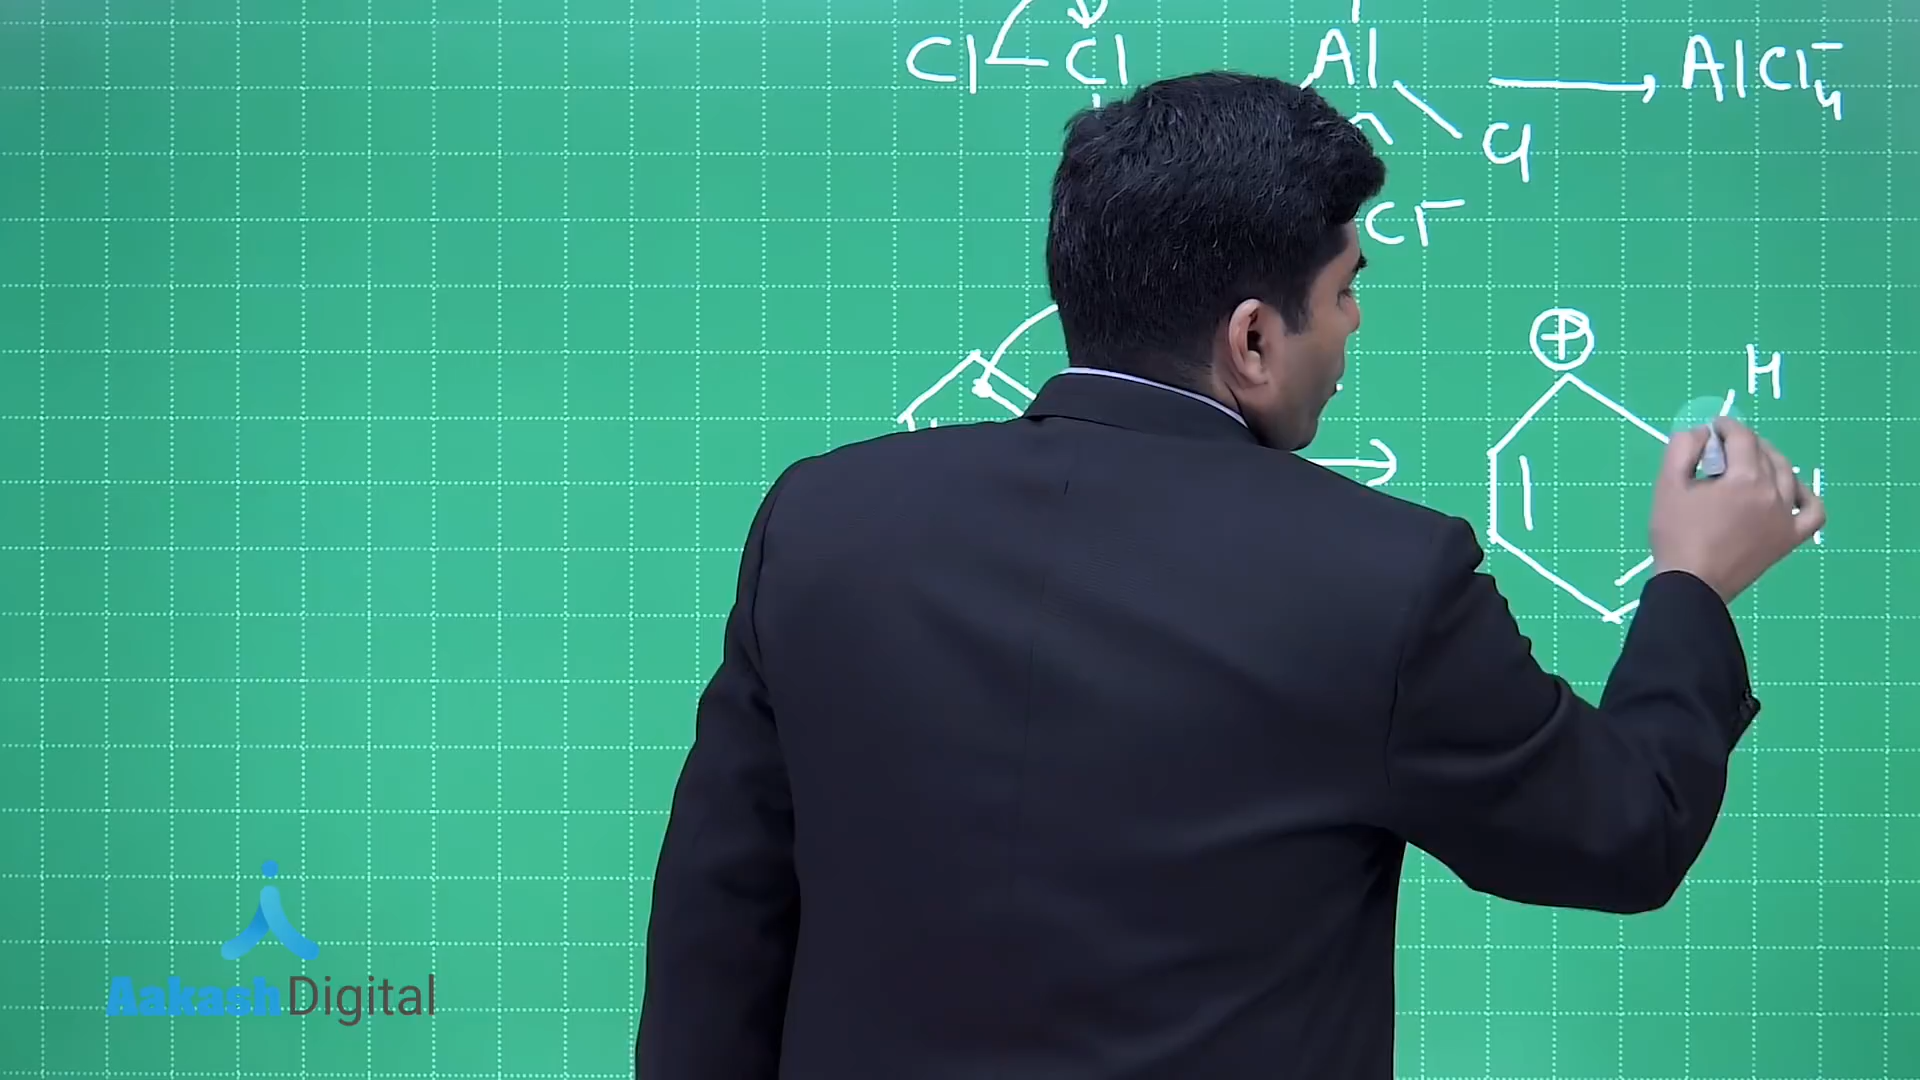 Cl Cl Al AlCl₄⁻
Cl
Cl⁻
⊕
H
Aakash Digital